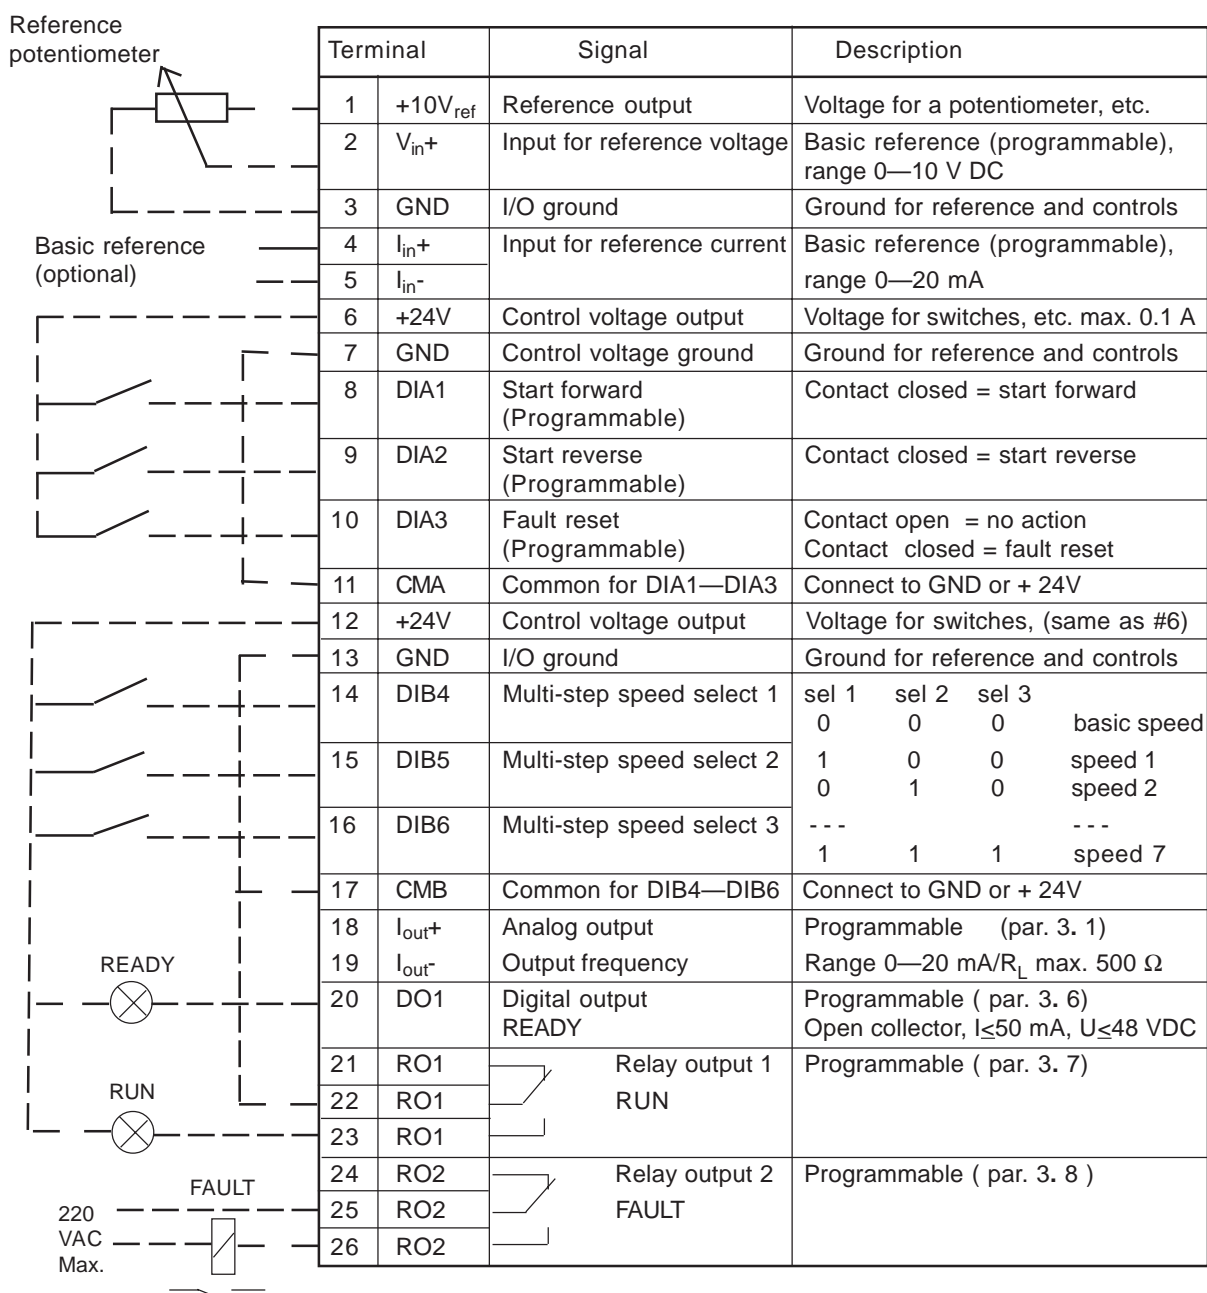 Reference
potentiometer
Terminal Signal Description
1 +10Vref Reference output Voltage for a potentiometer, etc.
2 Vin+ Input for reference voltage Basic reference (programmable),
range 0—10 V DC
3 GND I/O ground Ground for reference and controls
Basic reference
(optional)
4 Iin+ Input for reference current Basic reference (programmable),
5 Iin- range 0—20 mA
6 +24V Control voltage output Voltage for switches, etc. max. 0.1 A
7 GND Control voltage ground Ground for reference and controls
8 DIA1 Start forward Contact closed = start forward
(Programmable)
9 DIA2 Start reverse Contact closed = start reverse
(Programmable)
10 DIA3 Fault reset Contact open = no action
(Programmable) Contact closed = fault reset
11 CMA Common for DIA1—DIA3 Connect to GND or + 24V
12 +24V Control voltage output Voltage for switches, (same as #6)
13 GND I/O ground Ground for reference and controls
14 DIB4 Multi-step speed select 1 sel 1 sel 2 sel 3
0 0 0 basic speed
15 DIB5 Multi-step speed select 2 1 0 0 speed 1
0 1 0 speed 2
16 DIB6 Multi-step speed select 3 - - - - - -
1 1 1 speed 7
17 CMB Common for DIB4—DIB6 Connect to GND or + 24V
18 Iout+ Analog output Programmable (par. 3. 1)
19 Iout- Output frequency Range 0—20 mA/RL max. 500 Ω
READY
20 DO1 Digital output Programmable ( par. 3. 6)
READY Open collector, I≤50 mA, U≤48 VDC
21 RO1 Relay output 1 Programmable ( par. 3. 7)
RUN
22 RO1 RUN
23 RO1
24 RO2 Relay output 2 Programmable ( par. 3. 8 )
FAULT
25 RO2 FAULT
26 RO2
220
VAC
Max.